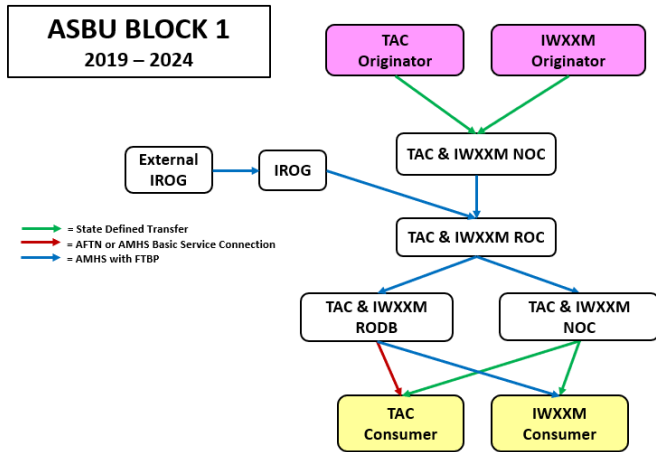 ASBU BLOCK 1
2019 – 2024
TAC
Originator
IWXXM
Originator
TAC & IWXXM NOC
External
IROG
IROG
TAC & IWXXM ROC
= State Defined Transfer
= AFTN or AMHS Basic Service Connection
= AMHS with FTBP
TAC & IWXXM
RODB
TAC & IWXXM
NOC
TAC
Consumer
IWXXM
Consumer